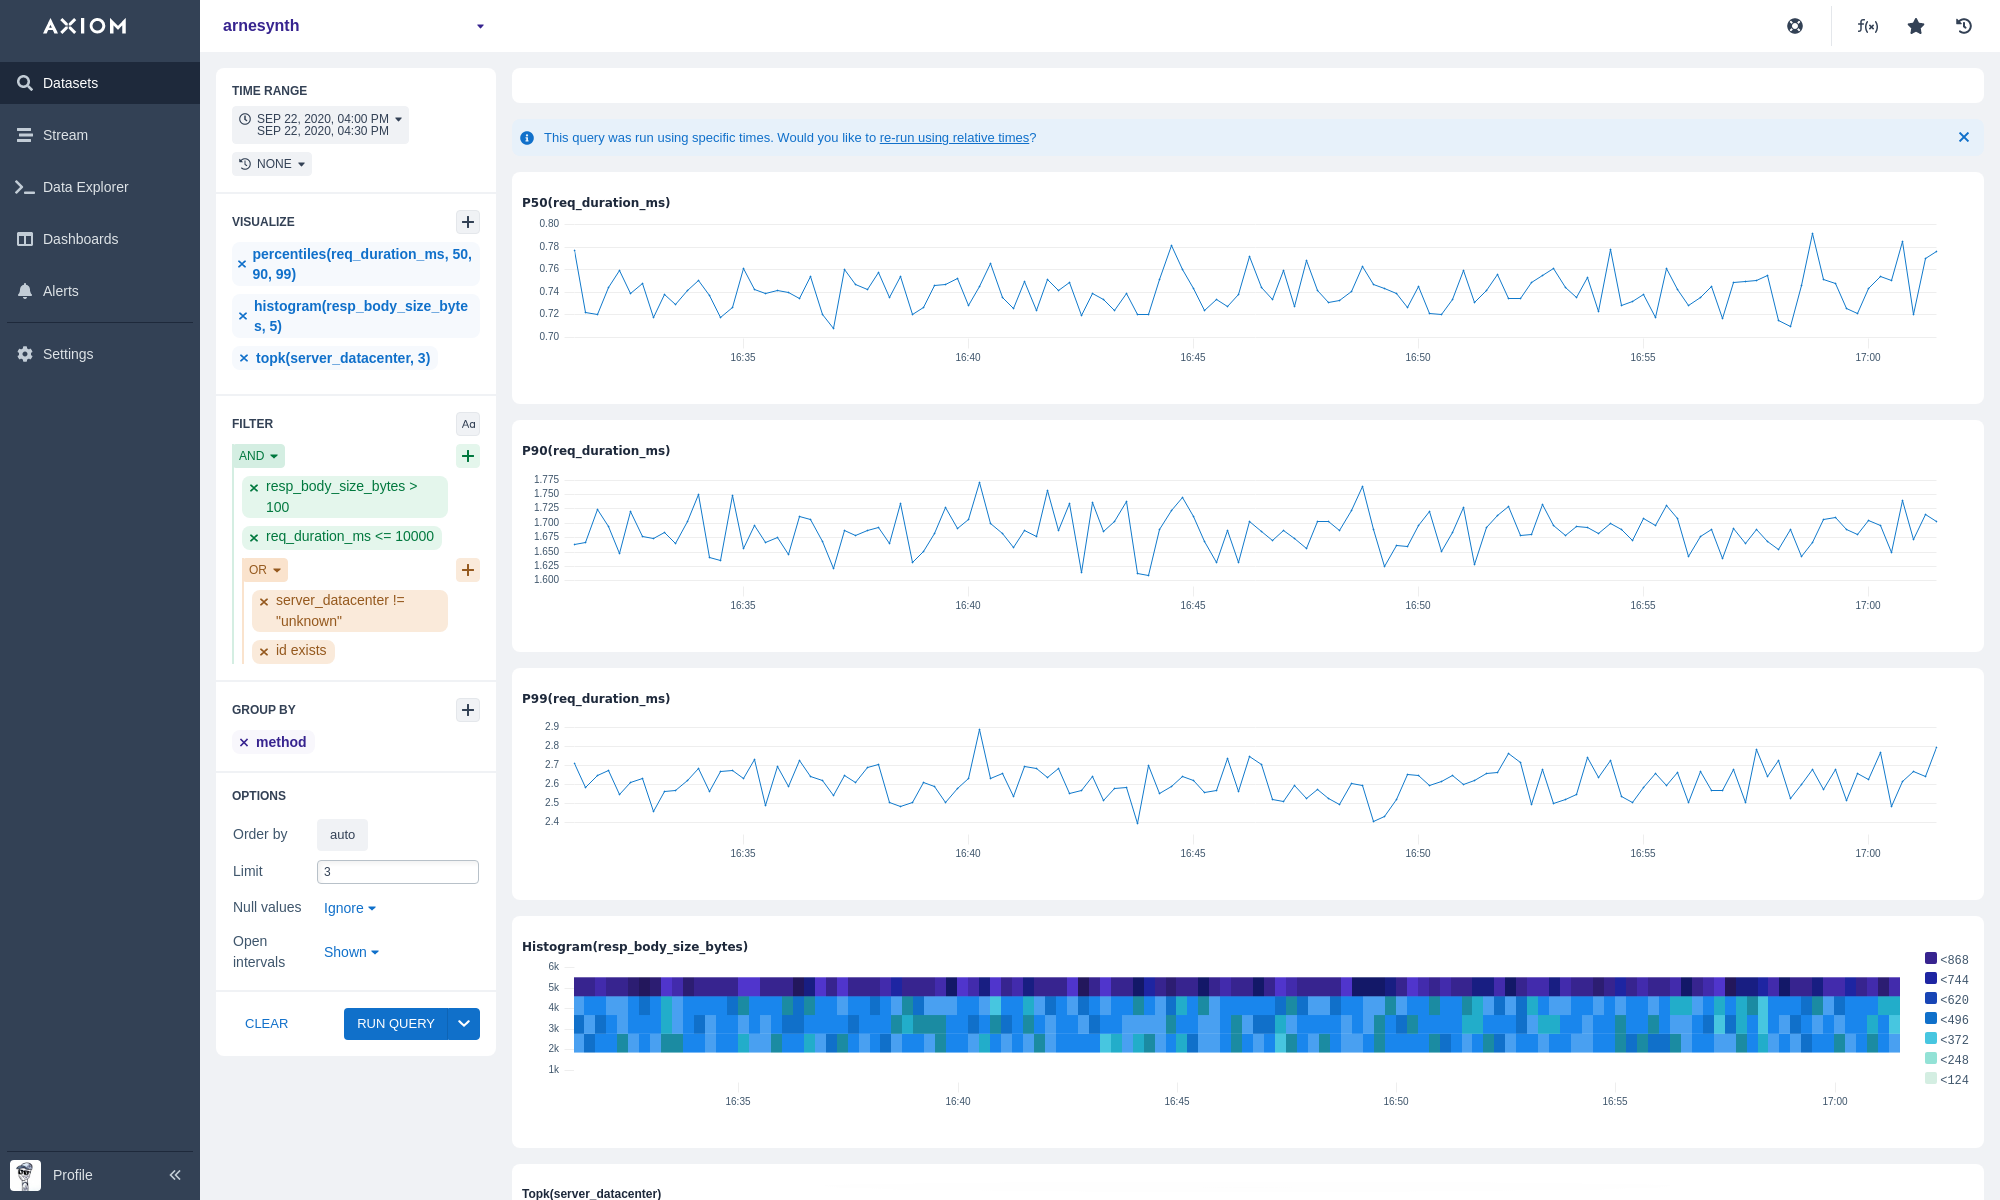 AXIOM
Datasets
Stream
Data Explorer
Dashboards
Alerts
Settings
Profile
arnesynth
f(x)
TIME RANGE
SEP 22, 2020, 04:00 PM
SEP 22, 2020, 04:30 PM
NONE
VISUALIZE
percentiles(req_duration_ms, 50,
90, 99)
histogram(resp_body_size_byte
s, 5)
topk(server_datacenter, 3)
FILTER
Aa
AND
resp_body_size_bytes >
100
req_duration_ms <= 10000
OR
server_datacenter !=
"unknown"
id exists
GROUP BY
method
OPTIONS
Order by auto
Limit 3
Null values Ignore
Open
intervals
Shown
CLEAR RUN QUERY
This query was run using specific times. Would you like to re-run using relative times?
P50(req_duration_ms)
0.80
0.78
0.76
0.74
0.72
0.70
16:35 16:40 16:45 16:50 16:55 17:00
P90(req_duration_ms)
1.775
1.750
1.725
1.700
1.675
1.650
1.625
1.600
16:35 16:40 16:45 16:50 16:55 17:00
P99(req_duration_ms)
2.9
2.8
2.7
2.6
2.5
2.4
16:35 16:40 16:45 16:50 16:55 17:00
Histogram(resp_body_size_bytes)
6k
5k
4k
3k
2k
1k
16:35 16:40 16:45 16:50 16:55 17:00
<868
<744
<620
<496
<372
<248
<124
Topk(server_datacenter)